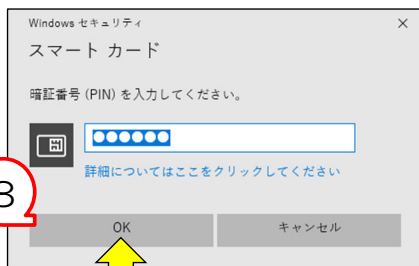 Windows セキュリティ
スマート カード
暗証番号 (PIN) を入力してください。
●●●●●●
詳細についてはここをクリックしてください
8
OK
キャンセル